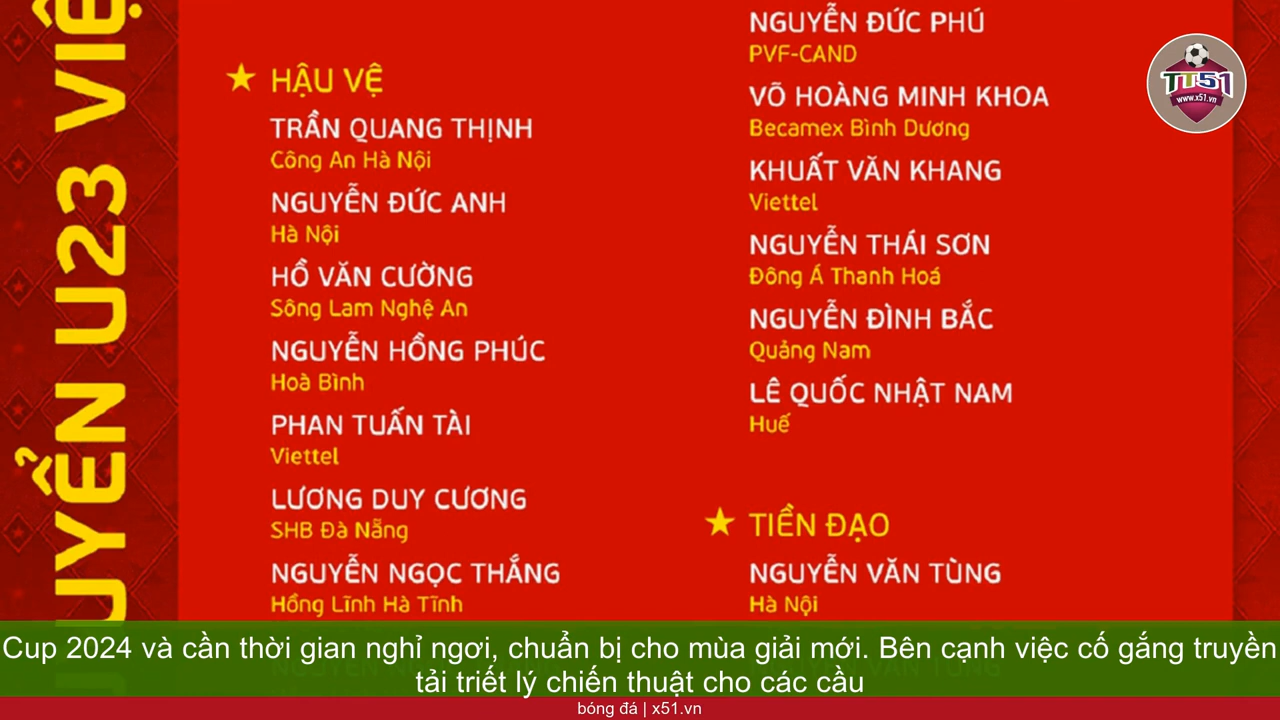 UYỂN U23 VIỆ
HẬU VỆ
TRẦN QUANG THỊNH
Công An Hà Nội
NGUYỄN ĐỨC ANH
Hà Nội
HỒ VĂN CƯỜNG
Sông Lam Nghệ An
NGUYỄN HỒNG PHÚC
Hoà Bình
PHAN TUẤN TÀI
Viettel
LƯƠNG DUY CƯƠNG
SHB Đà Nẵng
NGUYỄN NGỌC THẮNG
Hồng Lĩnh Hà Tĩnh
NGUYỄN ĐỨC PHÚ
PVF-CAND
VÕ HOÀNG MINH KHOA
Becamex Bình Dương
KHUẤT VĂN KHANG
Viettel
NGUYỄN THÁI SƠN
Đông Á Thanh Hoá
NGUYỄN ĐÌNH BẮC
Quảng Nam
LÊ QUỐC NHẬT NAM
Huế
TIỀN ĐẠO
NGUYỄN VĂN TÙNG
Hà Nội
TT51
www.x51.vn
Cup 2024 và cần thời gian nghỉ ngơi, chuẩn bị cho mùa giải mới. Bên cạnh việc cố gắng truyền
tải triết lý chiến thuật cho các cầu
bóng đá | x51.vn